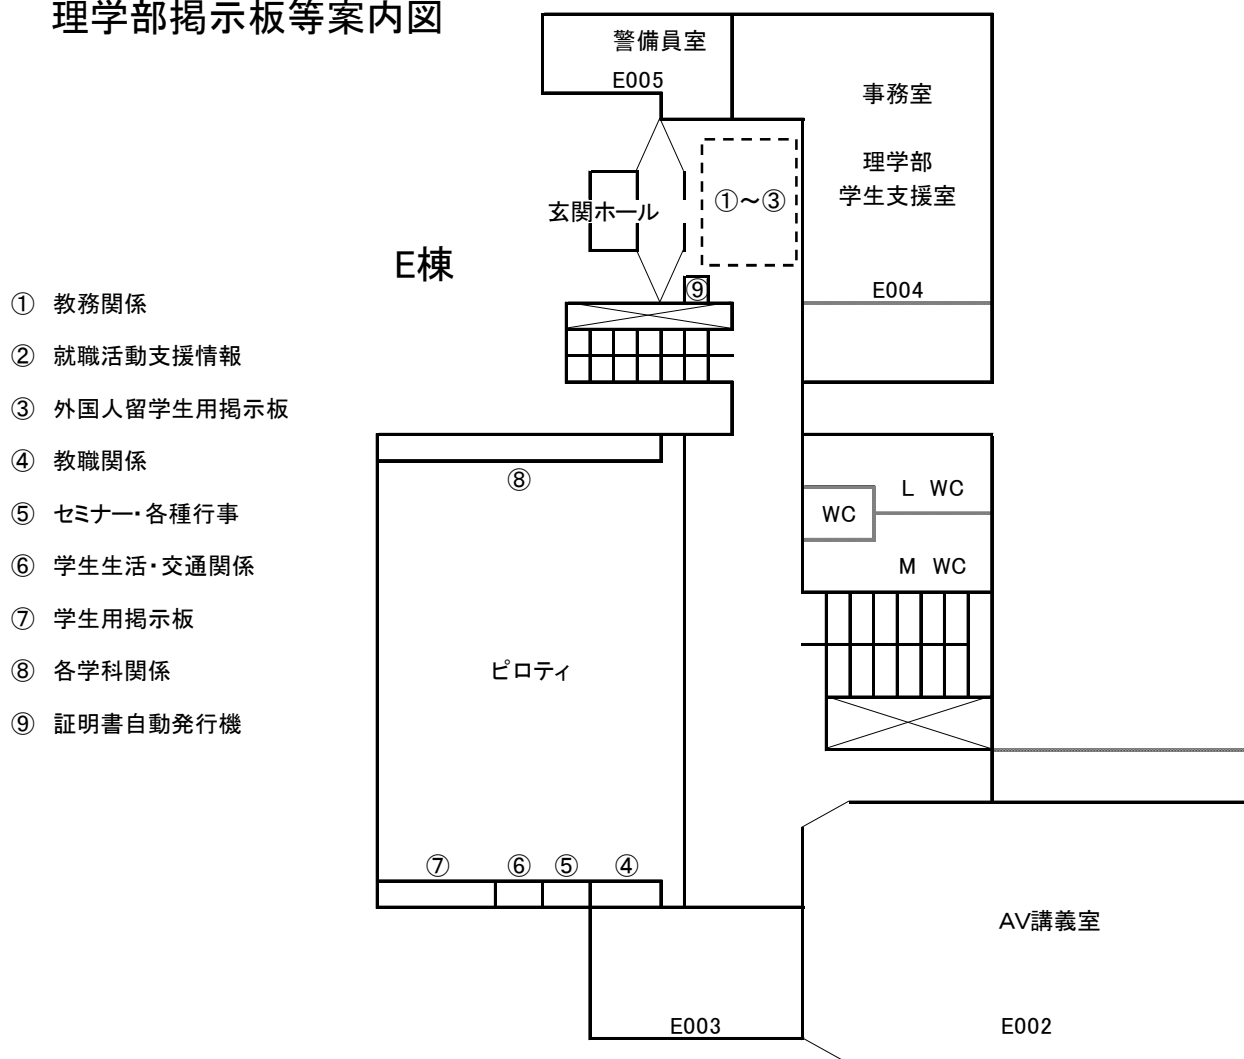 理学部掲示板等案内図
警備員室
E005
事務室
理学部
学生支援室
①～③
玄関ホール
E棟
⑨
E004
① 教務関係
② 就職活動支援情報
③ 外国人留学生用掲示板
④ 教職関係
⑤ セミナー・各種行事
⑥ 学生生活・交通関係
⑦ 学生用掲示板
⑧ 各学科関係
⑨ 証明書自動発行機
⑧
L WC
WC
M WC
ピロティ
⑦ ⑥ ⑤ ④
AV講義室
E003
E002